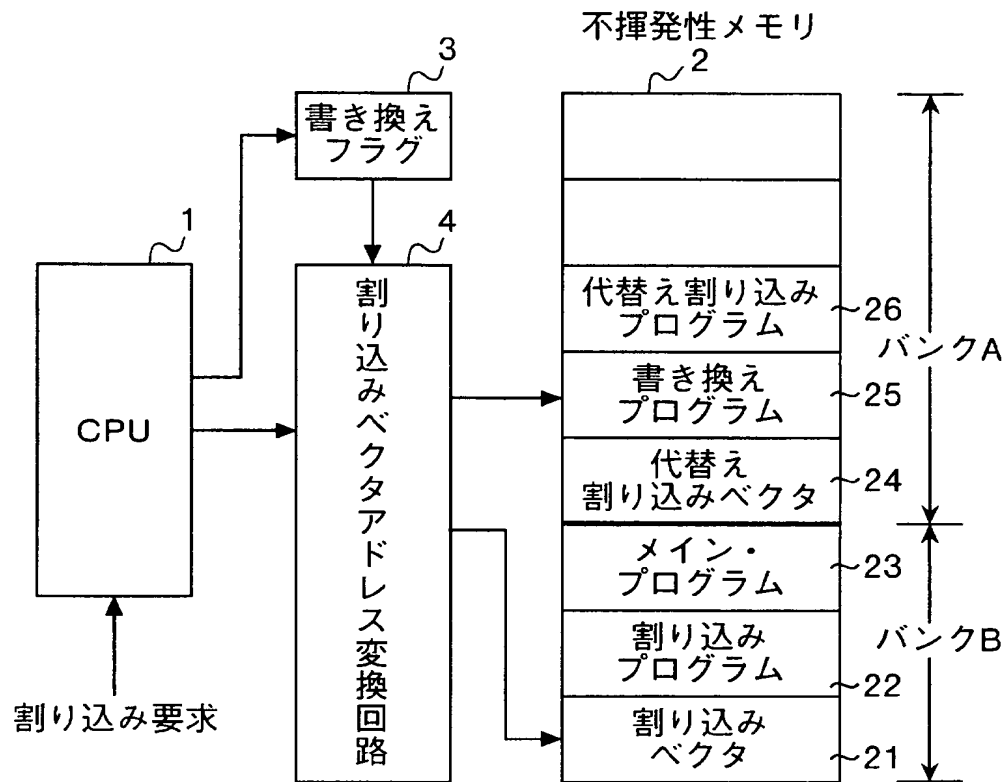 不揮発性メモリ
2
3
書き換え
フラグ
1
CPU
割り込み要求
4
割り込みベクタアドレス変換回路
代替え割り込み
プログラム
26
書き換え
プログラム
25
代替え
割り込みベクタ
24
バンクA
メイン・
プログラム
23
割り込み
プログラム
22
割り込み
ベクタ
21
バンクB